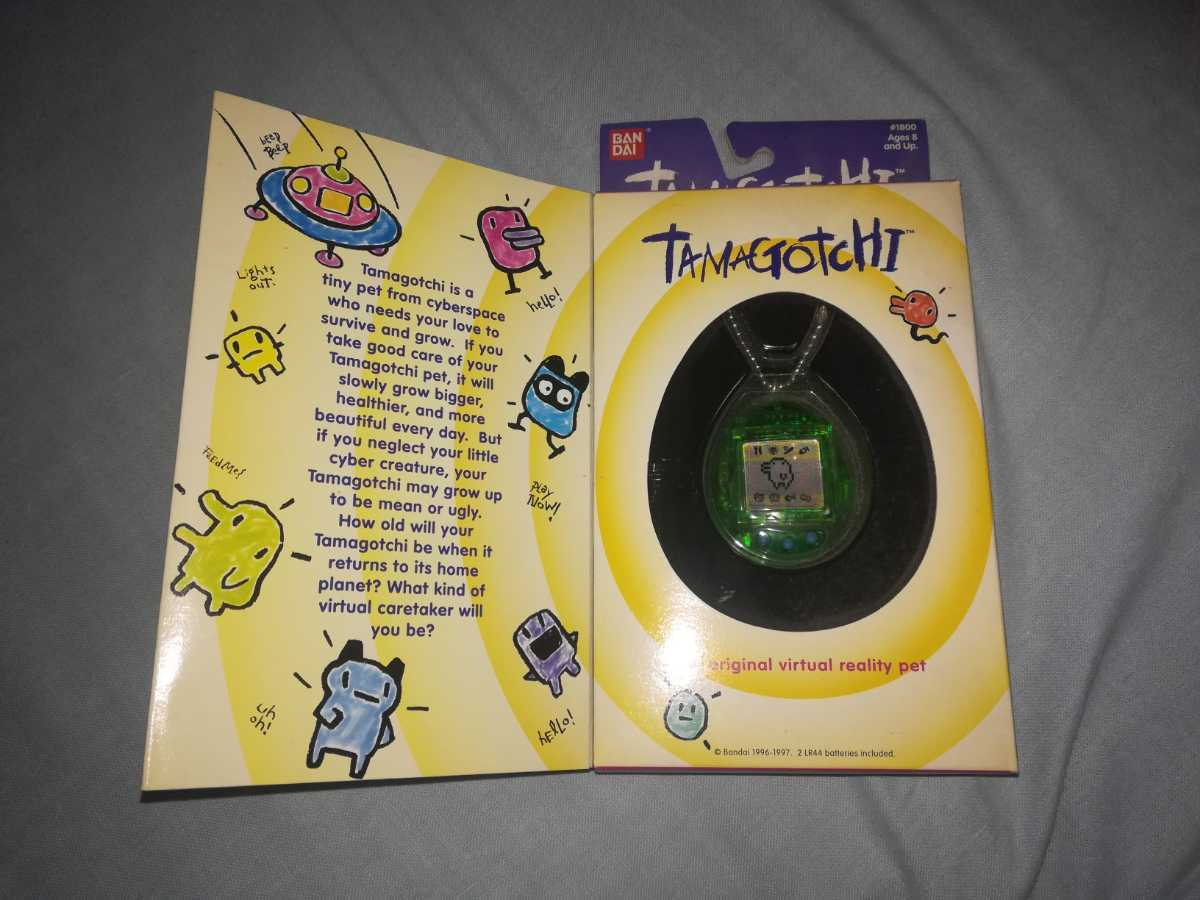 beep
Beep
Lights
out.
Tamagotchi is a
tiny pet from cyberspace
who needs your love to
survive and grow. If you
take good care of your
Tamagotchi pet, it will
slowly grow bigger,
healthier, and more
beautiful every day. But
if you neglect your little
cyber creature, your
Tamagotchi may grow up
to be mean or ugly.
How old will your
Tamagotchi be when it
returns to its home
planet? What kind of
virtual caretaker will
you be?
hello!
Feed Me!
Play
Now!
uh
oh!
hEllo!
BAN
DAI
#1800
Ages 8
and Up.
TAMAGOTCHI™
TAMAGOTCHI™
original virtual reality pet
© Bandai 1996-1997. 2 LR44 batteries included.